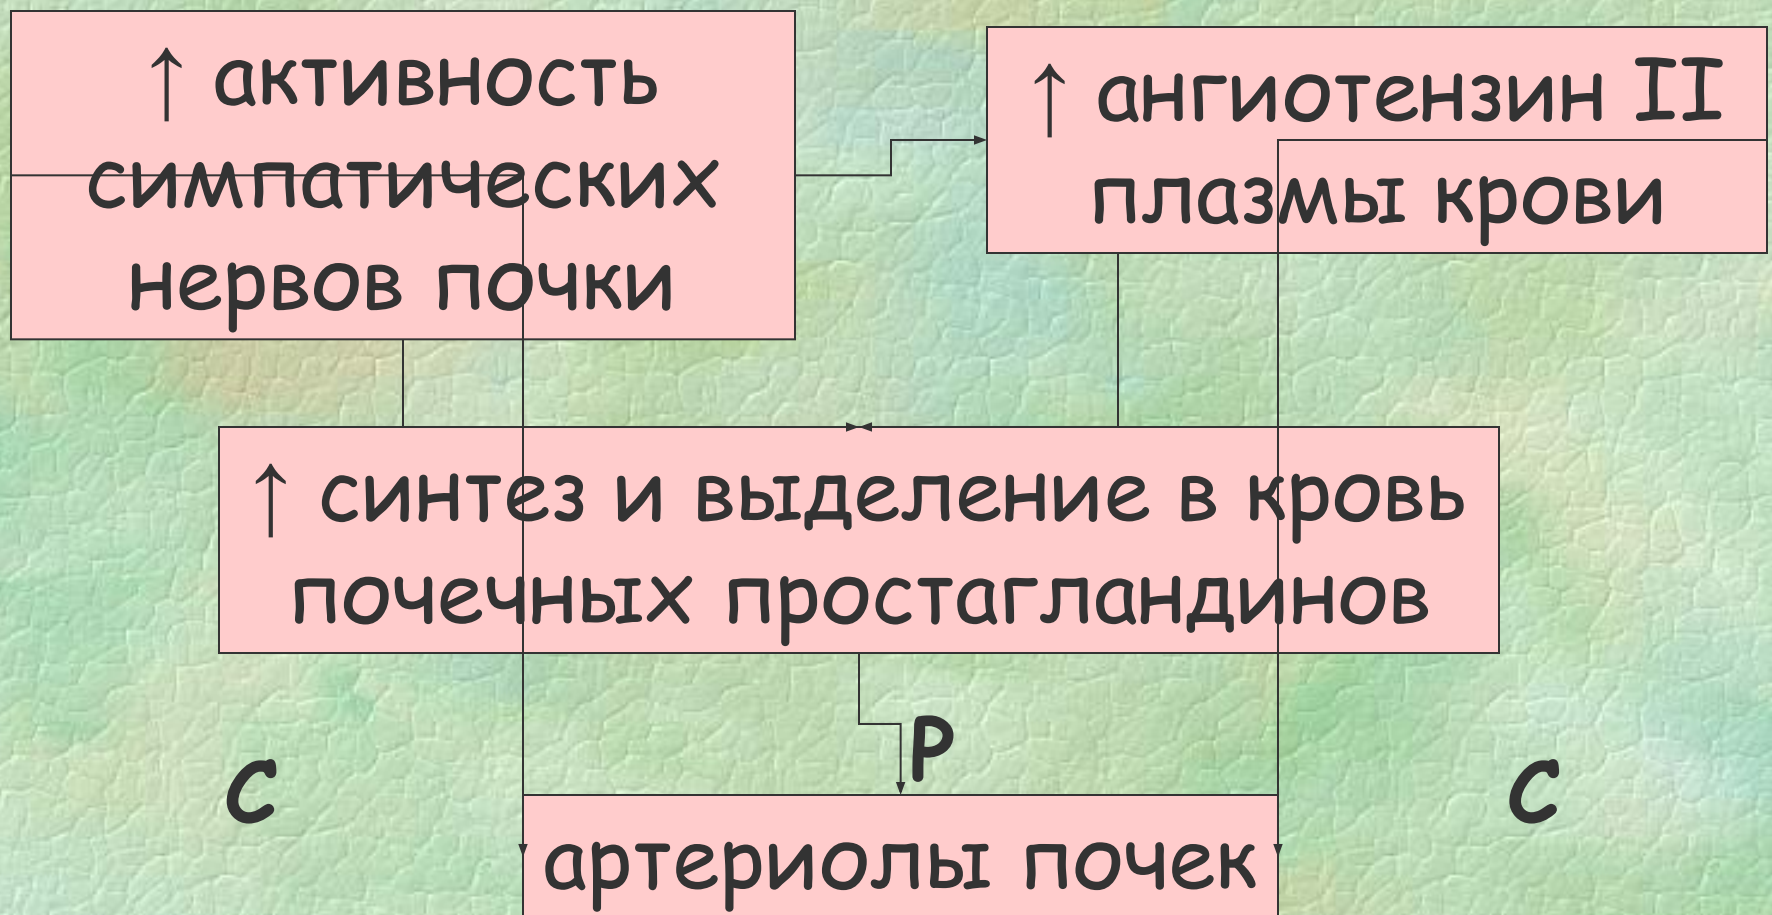 ↑ активность
симпатических
нервов почки
↑ ангиотензин II
плазмы крови
↑ синтез и выделение в кровь
почечных простагландинов
Р
С
С
артериолы почек